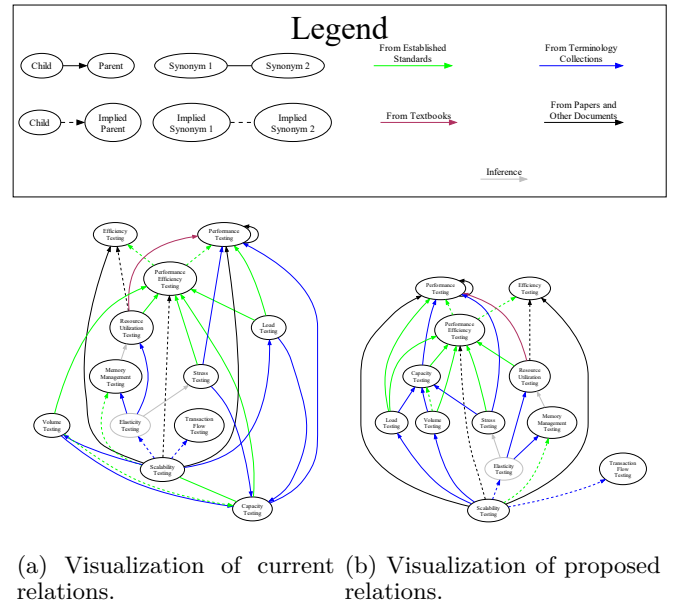 Legend
Child
Parent
Synonym 1
Synonym 2
From Established
Standards
From Terminology
Collections
Child
Implied
Parent
Implied
Synonym 1
Implied
Synonym 2
From Textbooks
From Papers and
Other Documents
Inference
Efficiency
Testing
Performance
Testing
Performance
Efficiency
Testing
Resource
Utilization
Testing
Load
Testing
Memory
Management
Testing
Stress
Testing
Volume
Testing
Elasticity
Testing
Transaction
Flow
Testing
Scalability
Testing
Capacity
Testing
Performance
Testing
Efficiency
Testing
Performance
Efficiency
Testing
Capacity
Testing
Resource
Utilization
Testing
Load
Testing
Volume
Testing
Stress
Testing
Memory
Management
Testing
Elasticity
Testing
Transaction
Flow
Testing
Scalability
Testing
(a) Visualization of current
relations.
(b) Visualization of proposed
relations.